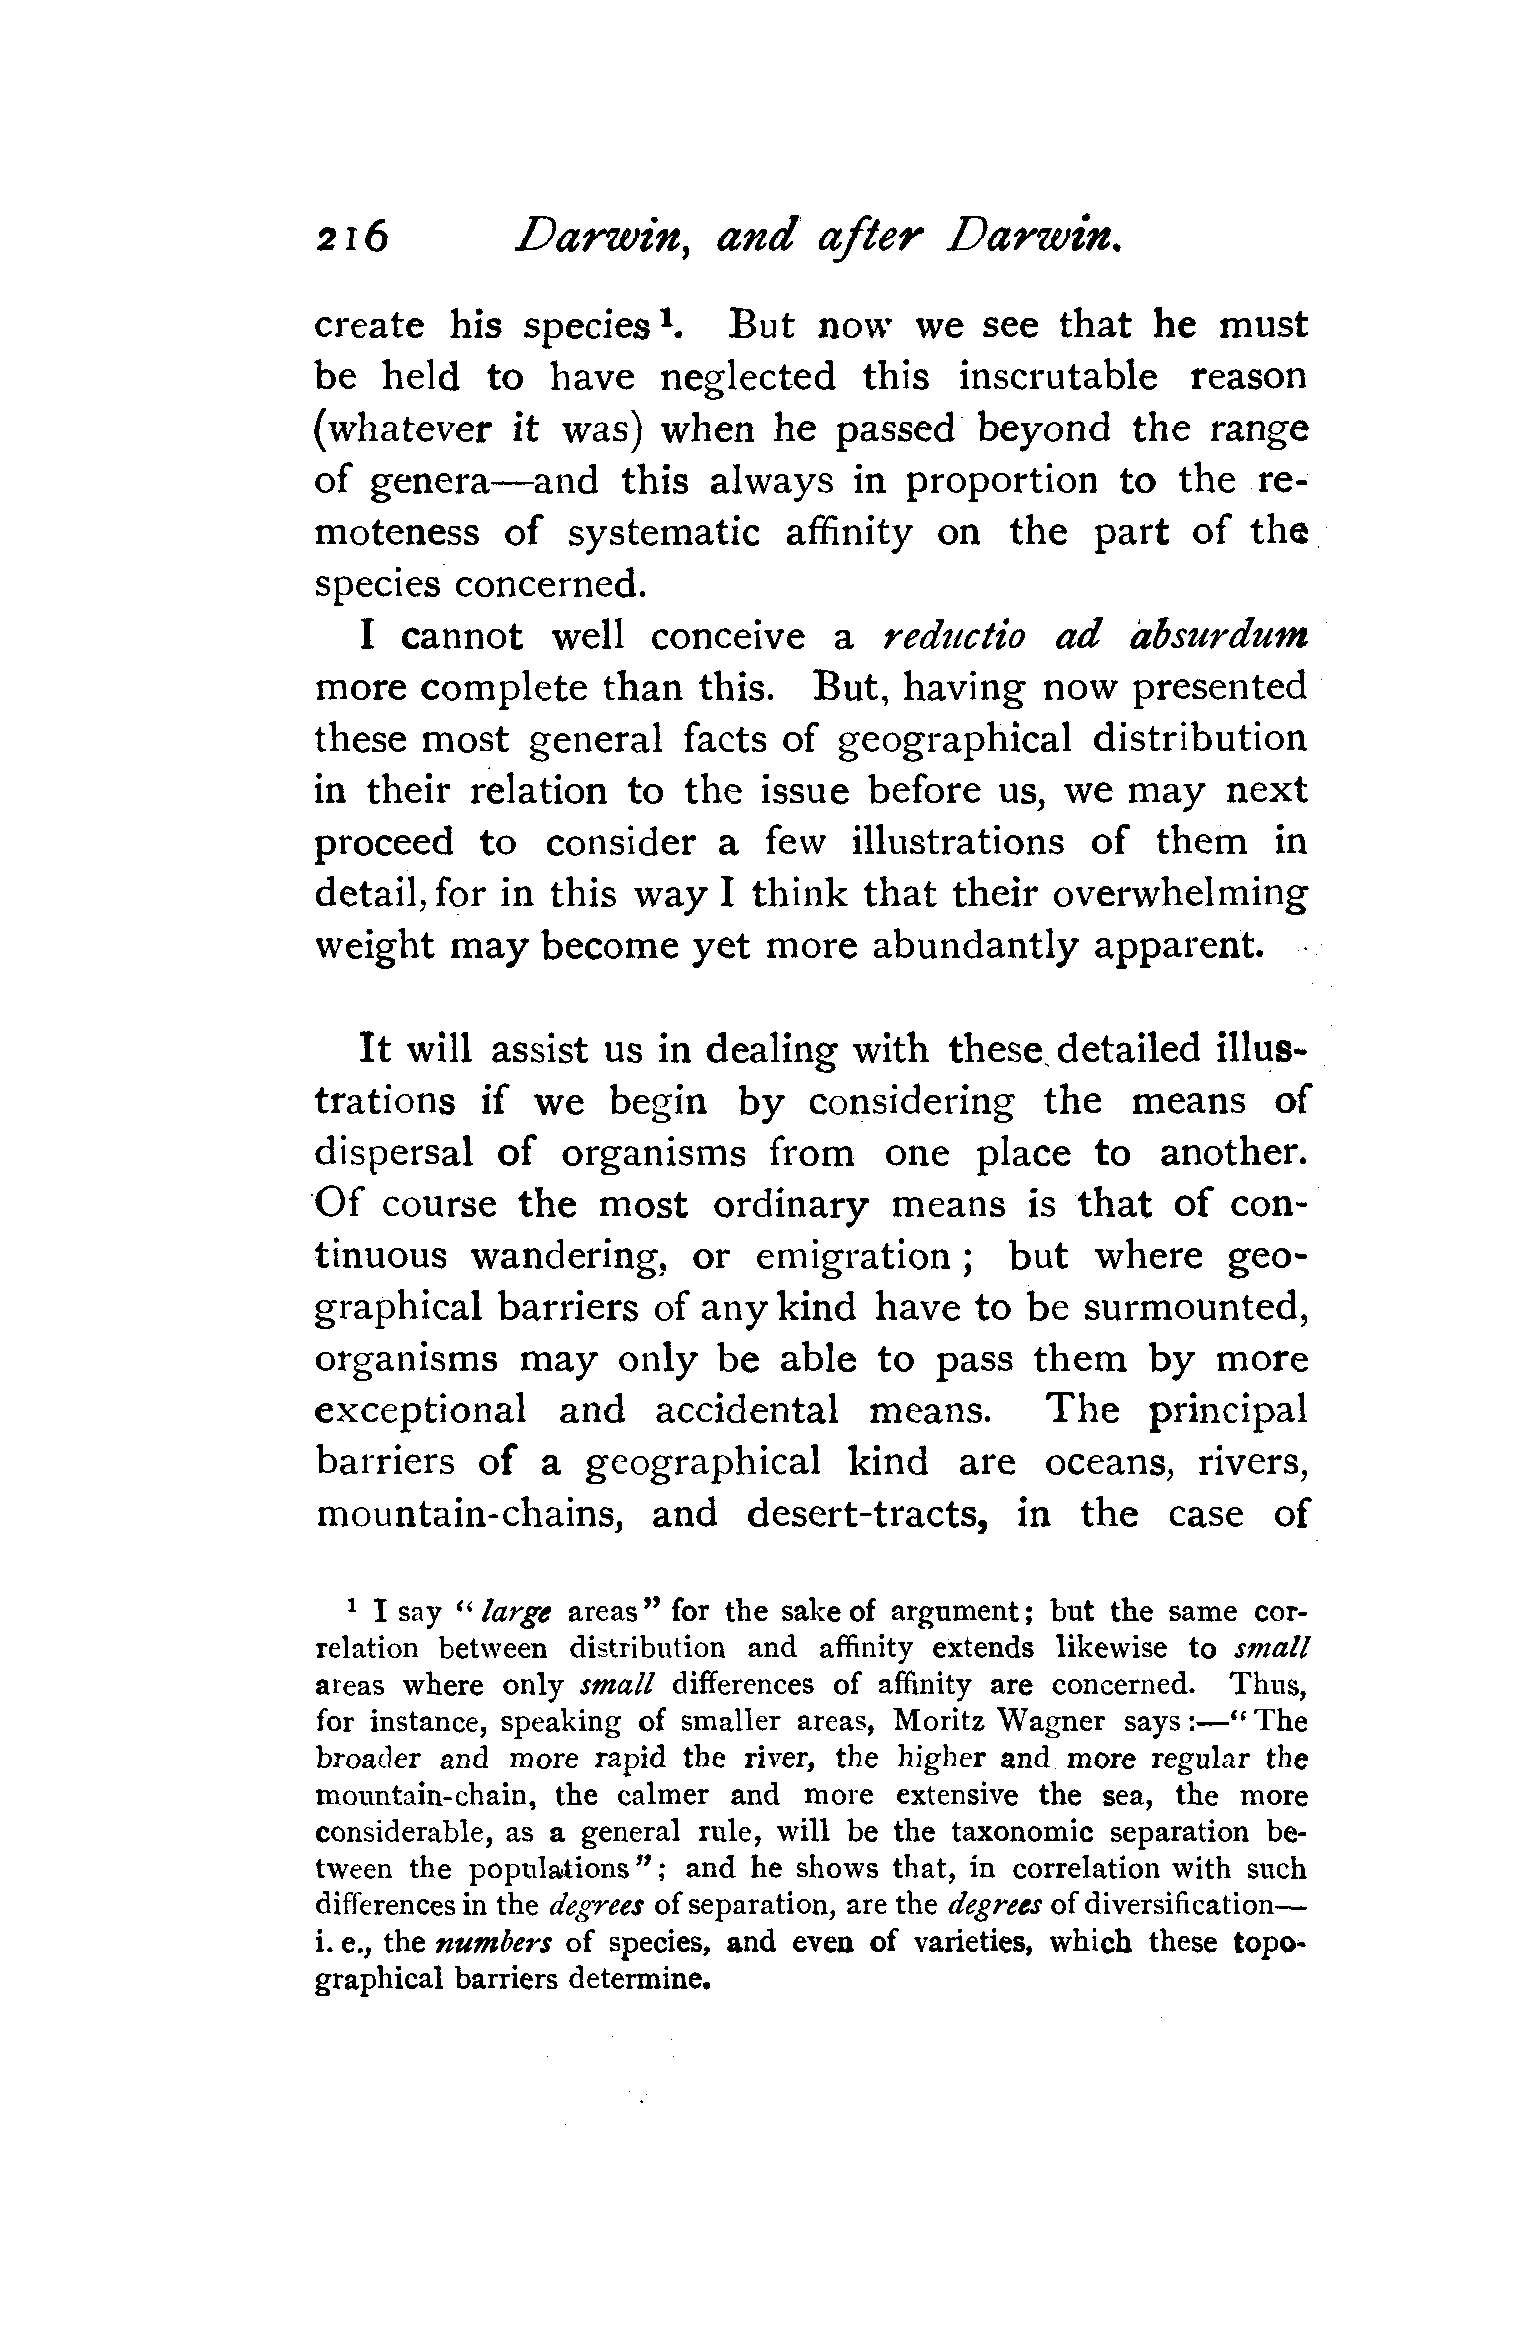 216 Darwin, and after Darwin.
create his species ¹. But now we see that he must
be held to have neglected this inscrutable reason
(whatever it was) when he passed beyond the range
of genera—and this always in proportion to the re-
moteness of systematic affinity on the part of the
species concerned.
I cannot well conceive a reductio ad absurdum
more complete than this. But, having now presented
these most general facts of geographical distribution
in their relation to the issue before us, we may next
proceed to consider a few illustrations of them in
detail, for in this way I think that their overwhelming
weight may become yet more abundantly apparent.
It will assist us in dealing with these detailed illus-
trations if we begin by considering the means of
dispersal of organisms from one place to another.
Of course the most ordinary means is that of con-
tinuous wandering, or emigration ; but where geo-
graphical barriers of any kind have to be surmounted,
organisms may only be able to pass them by more
exceptional and accidental means. The principal
barriers of a geographical kind are oceans, rivers,
mountain-chains, and desert-tracts, in the case of
¹ I say "large areas" for the sake of argument; but the same cor-
relation between distribution and affinity extends likewise to small
areas where only small differences of affinity are concerned. Thus,
for instance, speaking of smaller areas, Moritz Wagner says:—"The
broader and more rapid the river, the higher and more regular the
mountain-chain, the calmer and more extensive the sea, the more
considerable, as a general rule, will be the taxonomic separation be-
tween the populations"; and he shows that, in correlation with such
differences in the degrees of separation, are the degrees of diversification—
i. e., the numbers of species, and even of varieties, which these topo-
graphical barriers determine.